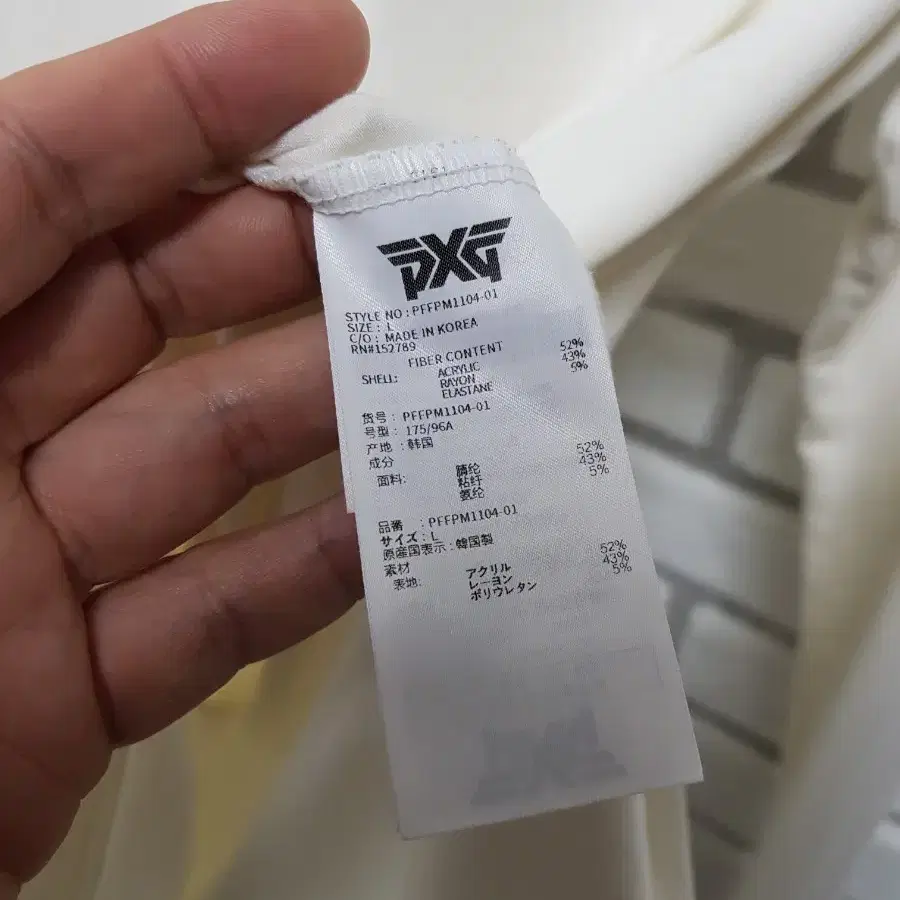 PXG
STYLE NO : PFFPM1104-01
SIZE : L
C/O : MADE IN KOREA
RN#152789
FIBER CONTENT
SHELL: ACRYLIC 52%
RAYON 43%
ELASTANE 5%
货号 : PFFPM1104-01
号型 : 175/96A
产地 : 韩国
成分
面料: 腈纶 52%
粘纤 43%
氨纶 5%
品番 : PFFPM1104-01
サイズ : L
原産国表示 : 韓国製
素材
表地: アクリル 52%
レーヨン 43%
ポリウレタン 5%